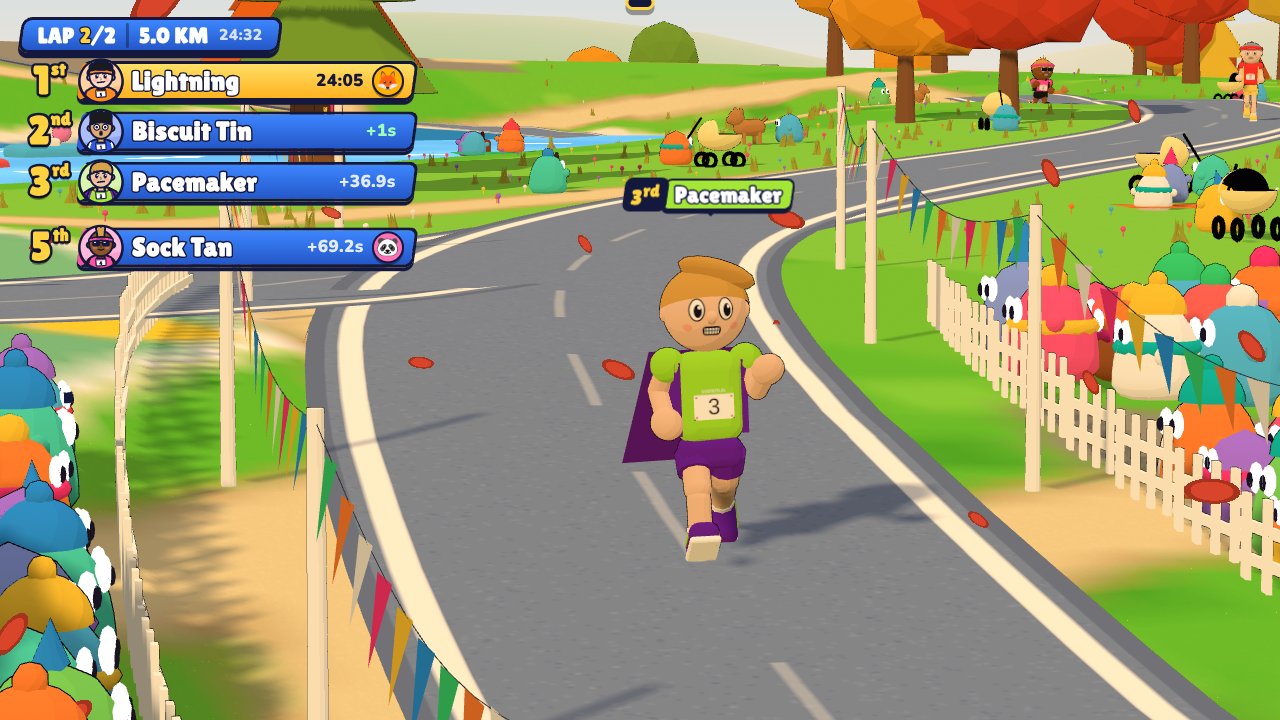 LAP 2/2 5.0 KM 24:32
1st Lightning 24:05
2nd Biscuit Tin +1s
3rd Pacemaker +36.9s
5th Sock Tan +69.2s
3rd Pacemaker
3